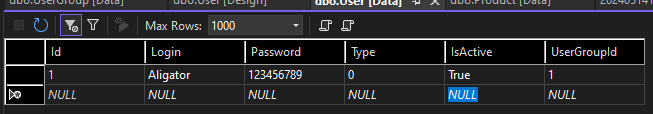 dbo.UserGroup [Data] dbo.User [Design] dbo.User [Data] dbo.Product [Data] 20240514
Max Rows: 1000
Id Login Password Type IsActive UserGroupId
1 Aligator 123456789 0 True 1
NULL NULL NULL NULL NULL NULL